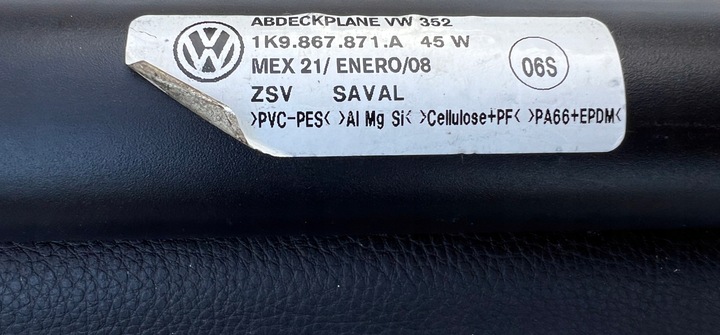 ABDECKPLANE VW 352
1K9.867.871.A 45 W
MEX 21/ ENERO/08
06S
ZSV SAVAL
>PVC-PES< >Al Mg Si< >Cellulose+PF< >PA66+EPDM<